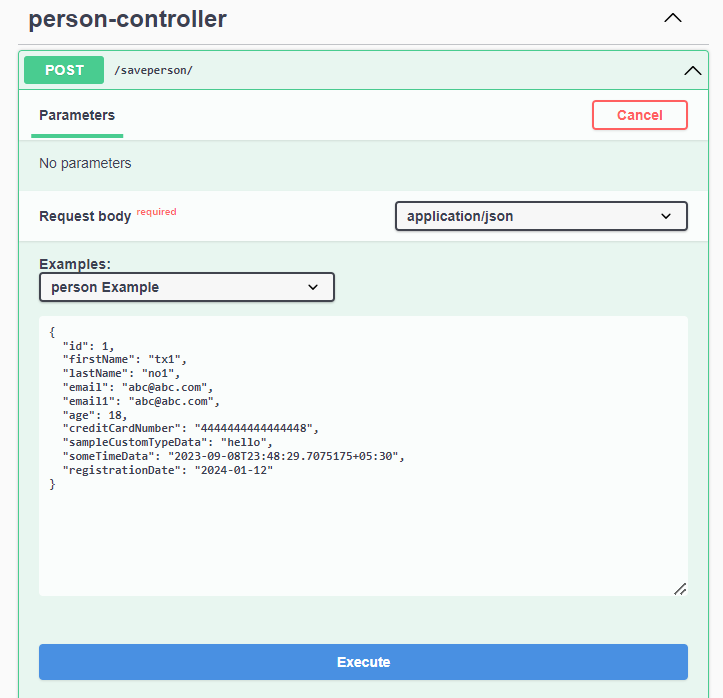 person-controller
POST /saveperson/
Parameters
Cancel
No parameters
Request body required
application/json
Examples:
person Example
{
  "id": 1,
  "firstName": "tx1",
  "lastName": "no1",
  "email": "abc@abc.com",
  "email1": "abc@abc.com",
  "age": 18,
  "creditCardNumber": "4444444444444448",
  "sampleCustomTypeData": "hello",
  "someTimeData": "2023-09-08T23:48:29.7075175+05:30",
  "registrationDate": "2024-01-12"
}
Execute